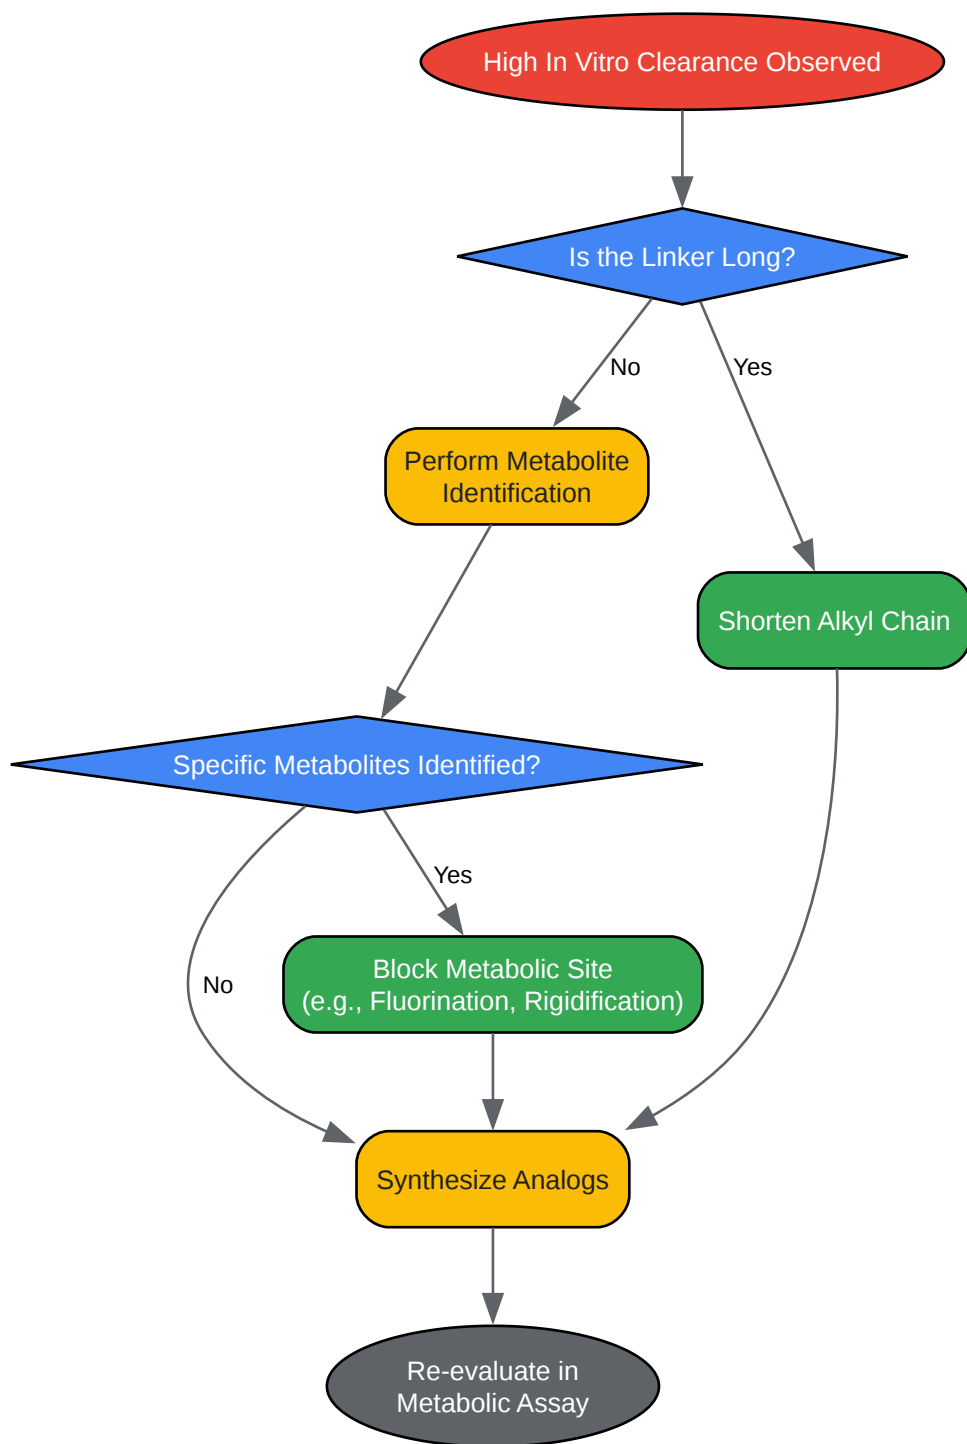 High In Vitro Clearance Observed
Is the Linker Long?
No
Yes
Perform Metabolite
Identification
Shorten Alkyl Chain
Specific Metabolites Identified?
Yes
Block Metabolic Site
(e.g., Fluorination, Rigidification)
No
Synthesize Analogs
Re-evaluate in
Metabolic Assay